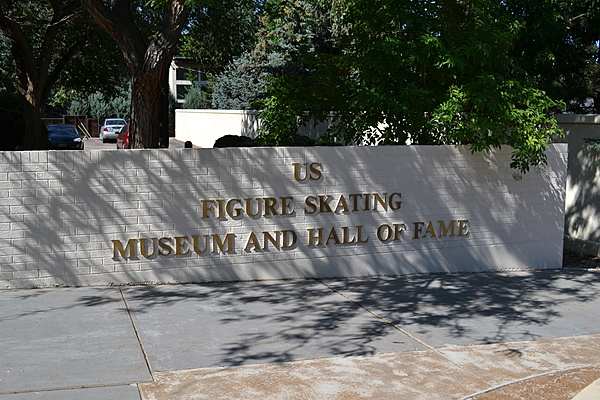 US
FIGURE SKATING
MUSEUM AND HALL OF FAME